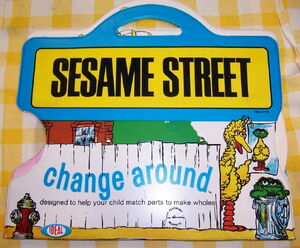 SESAME STREET
change around
designed to help your child match parts to make wholes
IDEAL